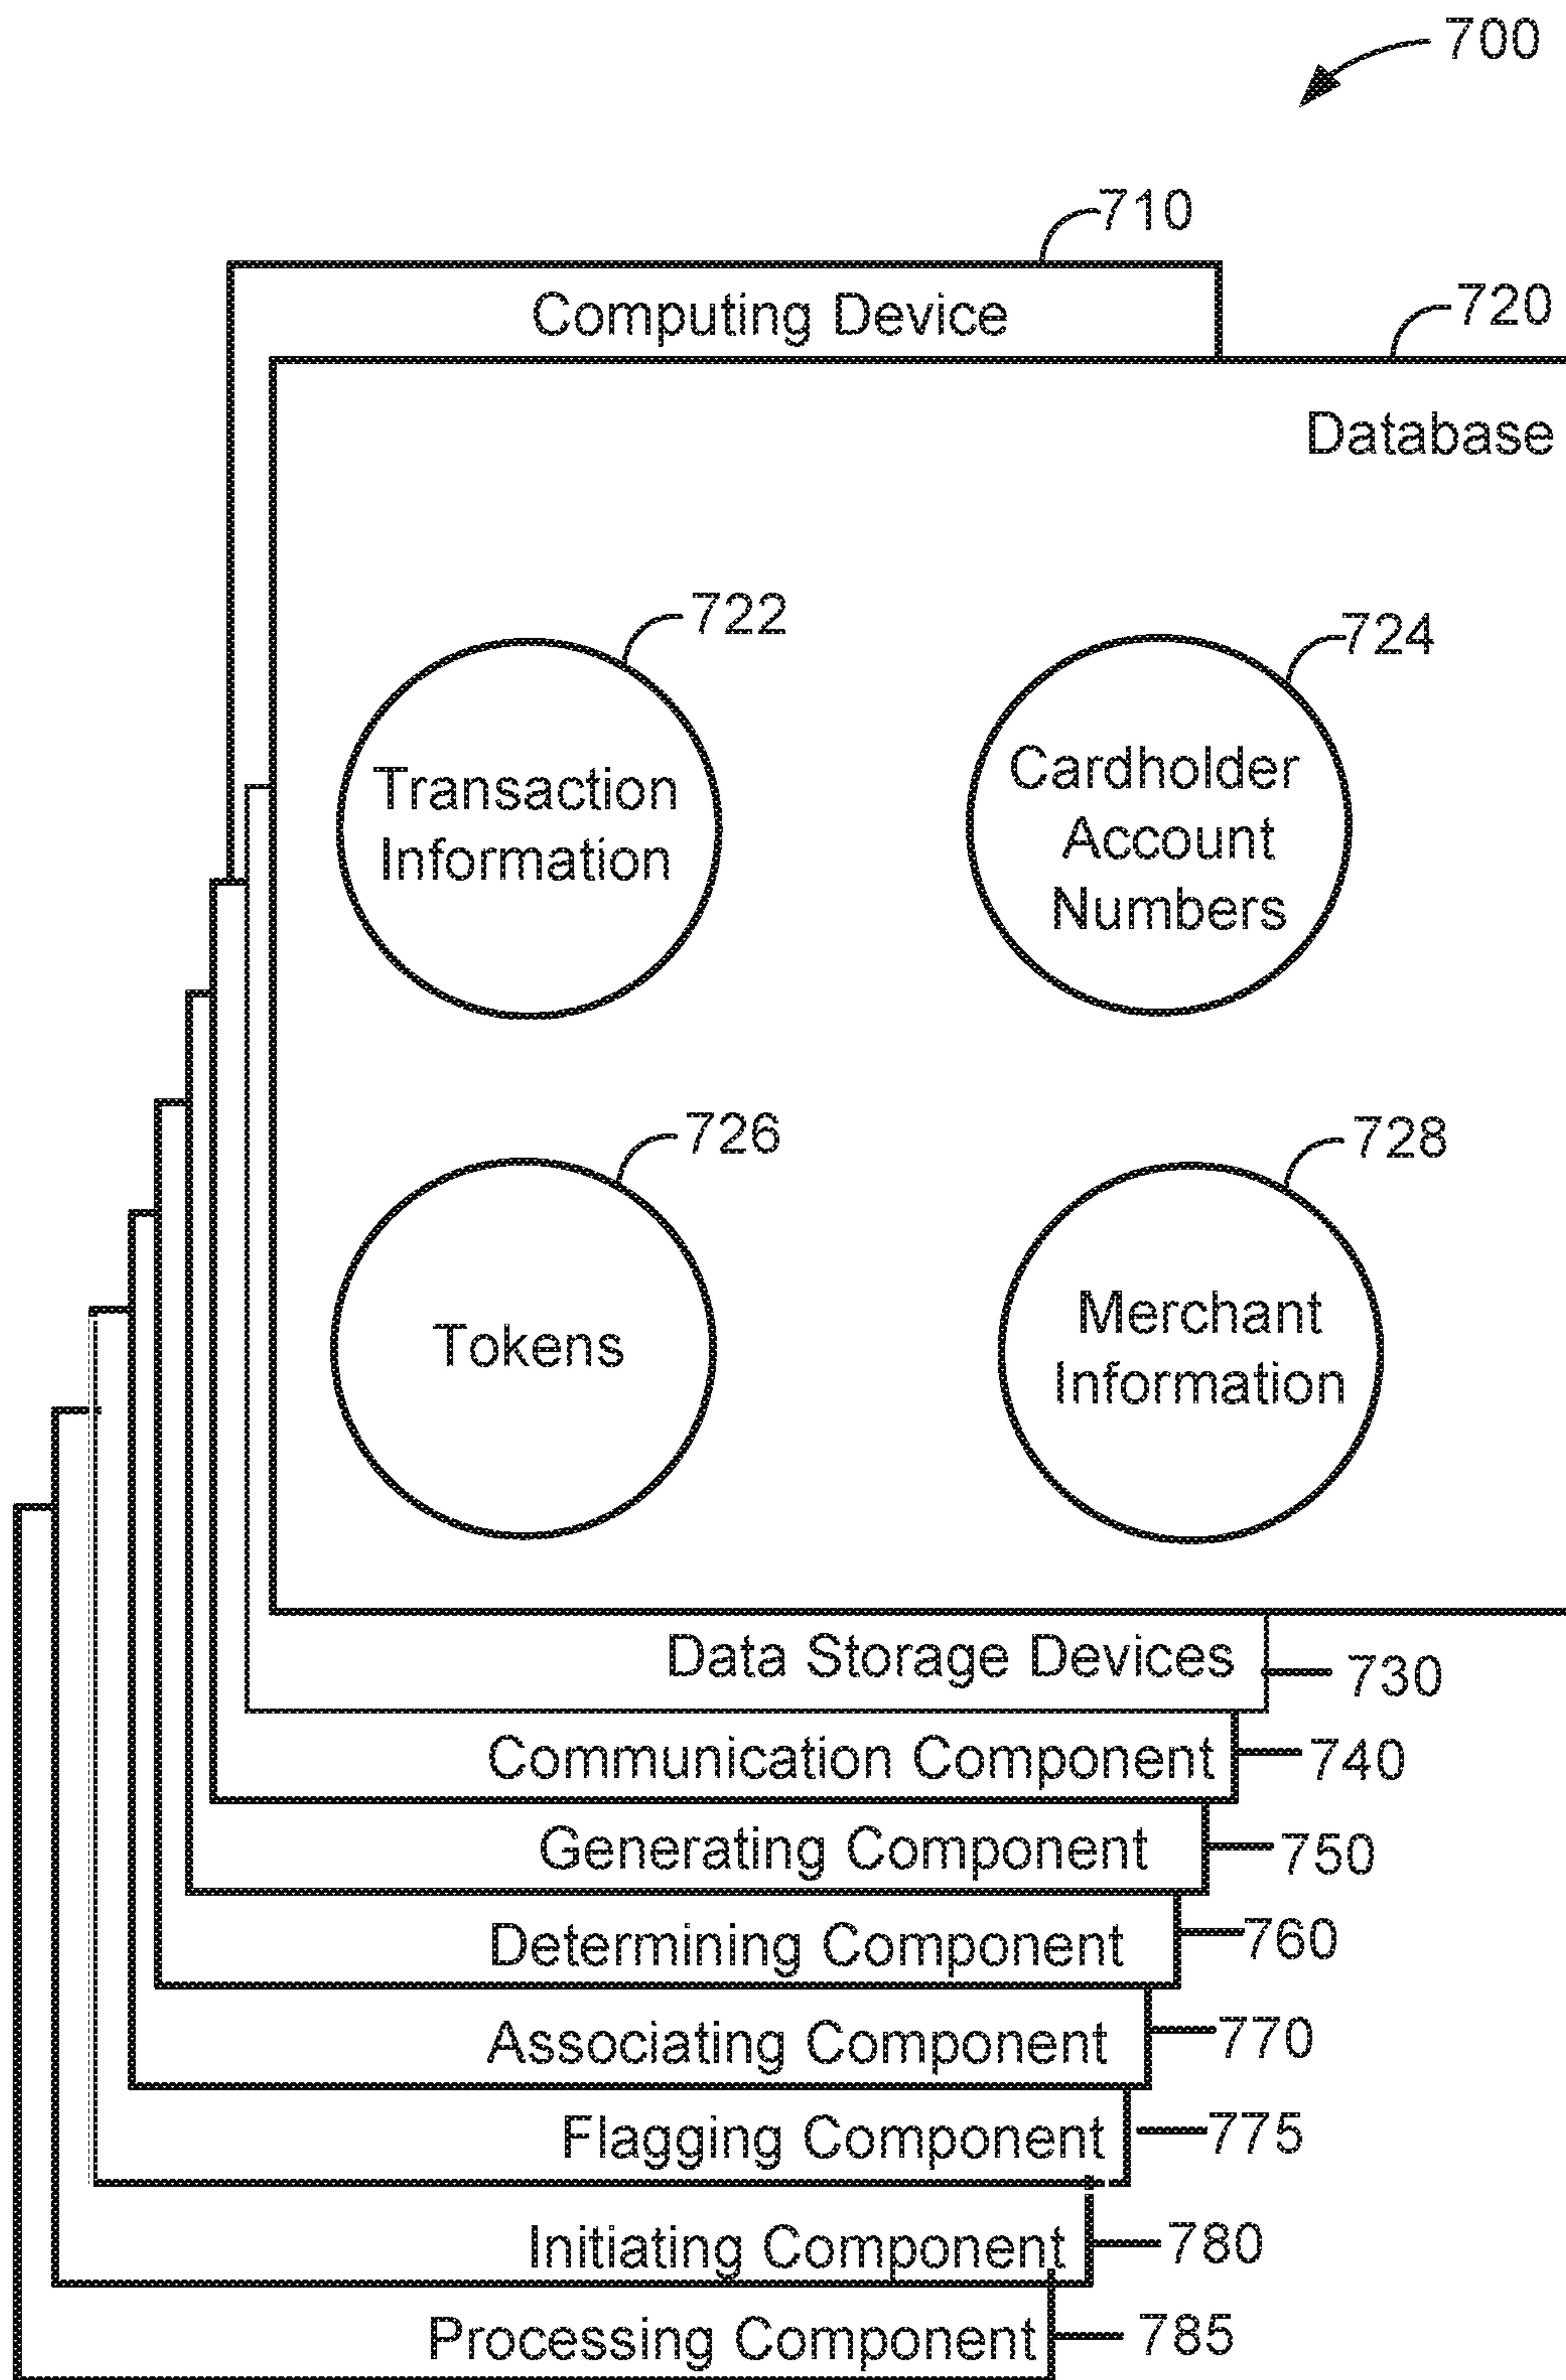 700
710
Computing Device
720
Database
722
724
Transaction
Information
Cardholder
Account
Numbers
726
728
Tokens
Merchant
Information
Data Storage Devices
730
Communication Component
740
Generating Component
750
Determining Component
760
Associating Component
770
Flagging Component
775
Initiating Component
780
Processing Component
785